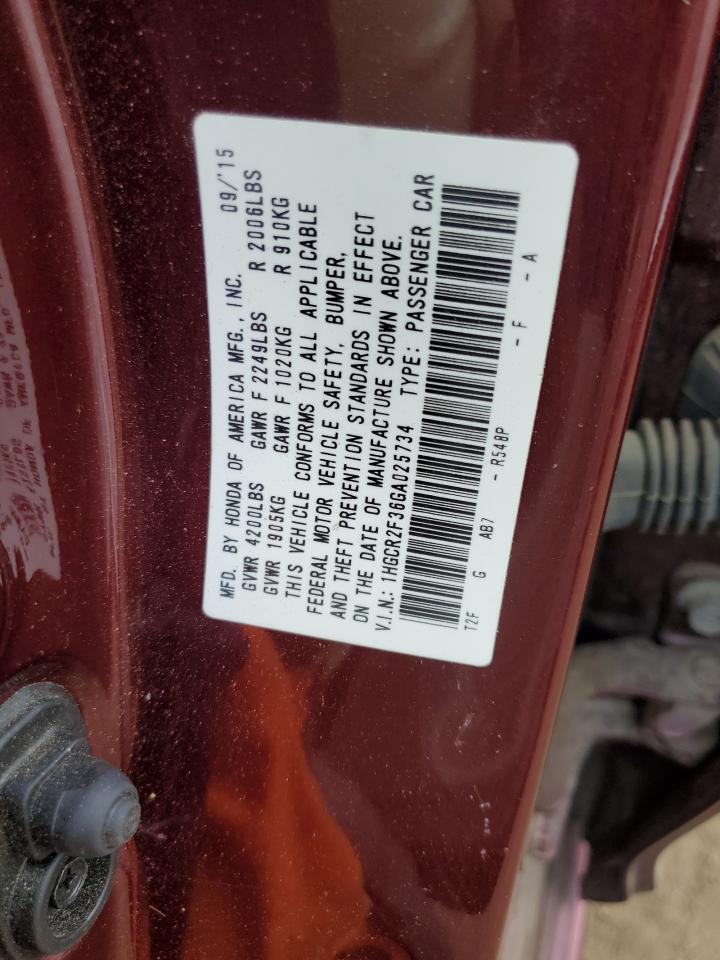 MFD. BY HONDA OF AMERICA MFG., INC. 09/'15
GVWR 4200LBS GAWR F 2249LBS R 2006LBS
GVWR 1905KG GAWR F 1020KG R 910KG
THIS VEHICLE CONFORMS TO ALL APPLICABLE
FEDERAL MOTOR VEHICLE SAFETY, BUMPER,
AND THEFT PREVENTION STANDARDS IN EFFECT
ON THE DATE OF MANUFACTURE SHOWN ABOVE.
V.I.N.: 1HGCR2F36GA025734 TYPE: PASSENGER CAR
T2F G AB7 - R548P - F - A